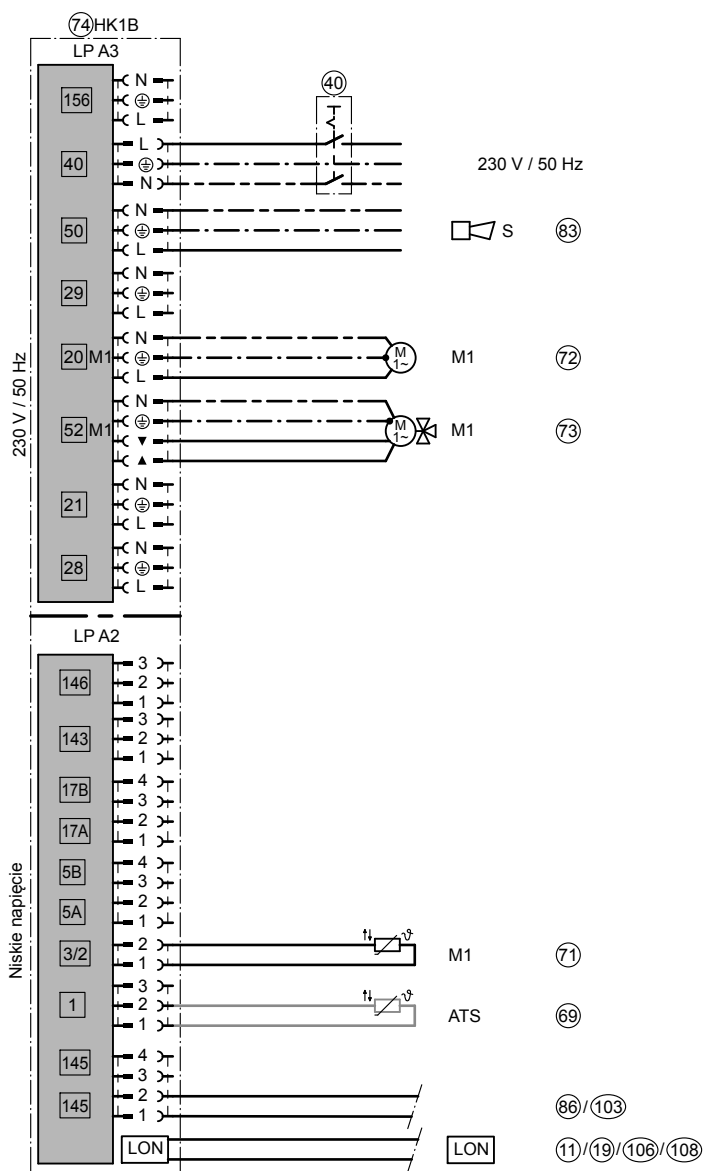 74 HK1B
LP A3
156 N
L
40
40 L
N
230 V / 50 Hz
50 N
L
S 83
29 N
L
230 V / 50 Hz
20 M1 N
L
M 1~
M1 72
52 M1 N
▼
▲
M 1~
M1 73
21 N
L
28 N
L
LP A2
Niskie napięcie
146 3
2
1
143 3
2
1
17B 4
3
17A 2
1
5B 4
3
5A 2
1
3/2 2
1
ϑ
M1 71
1 3
2
1
ϑ
ATS 69
145 4
3
145 2
1
86/103
LON LON 11/19/106/108